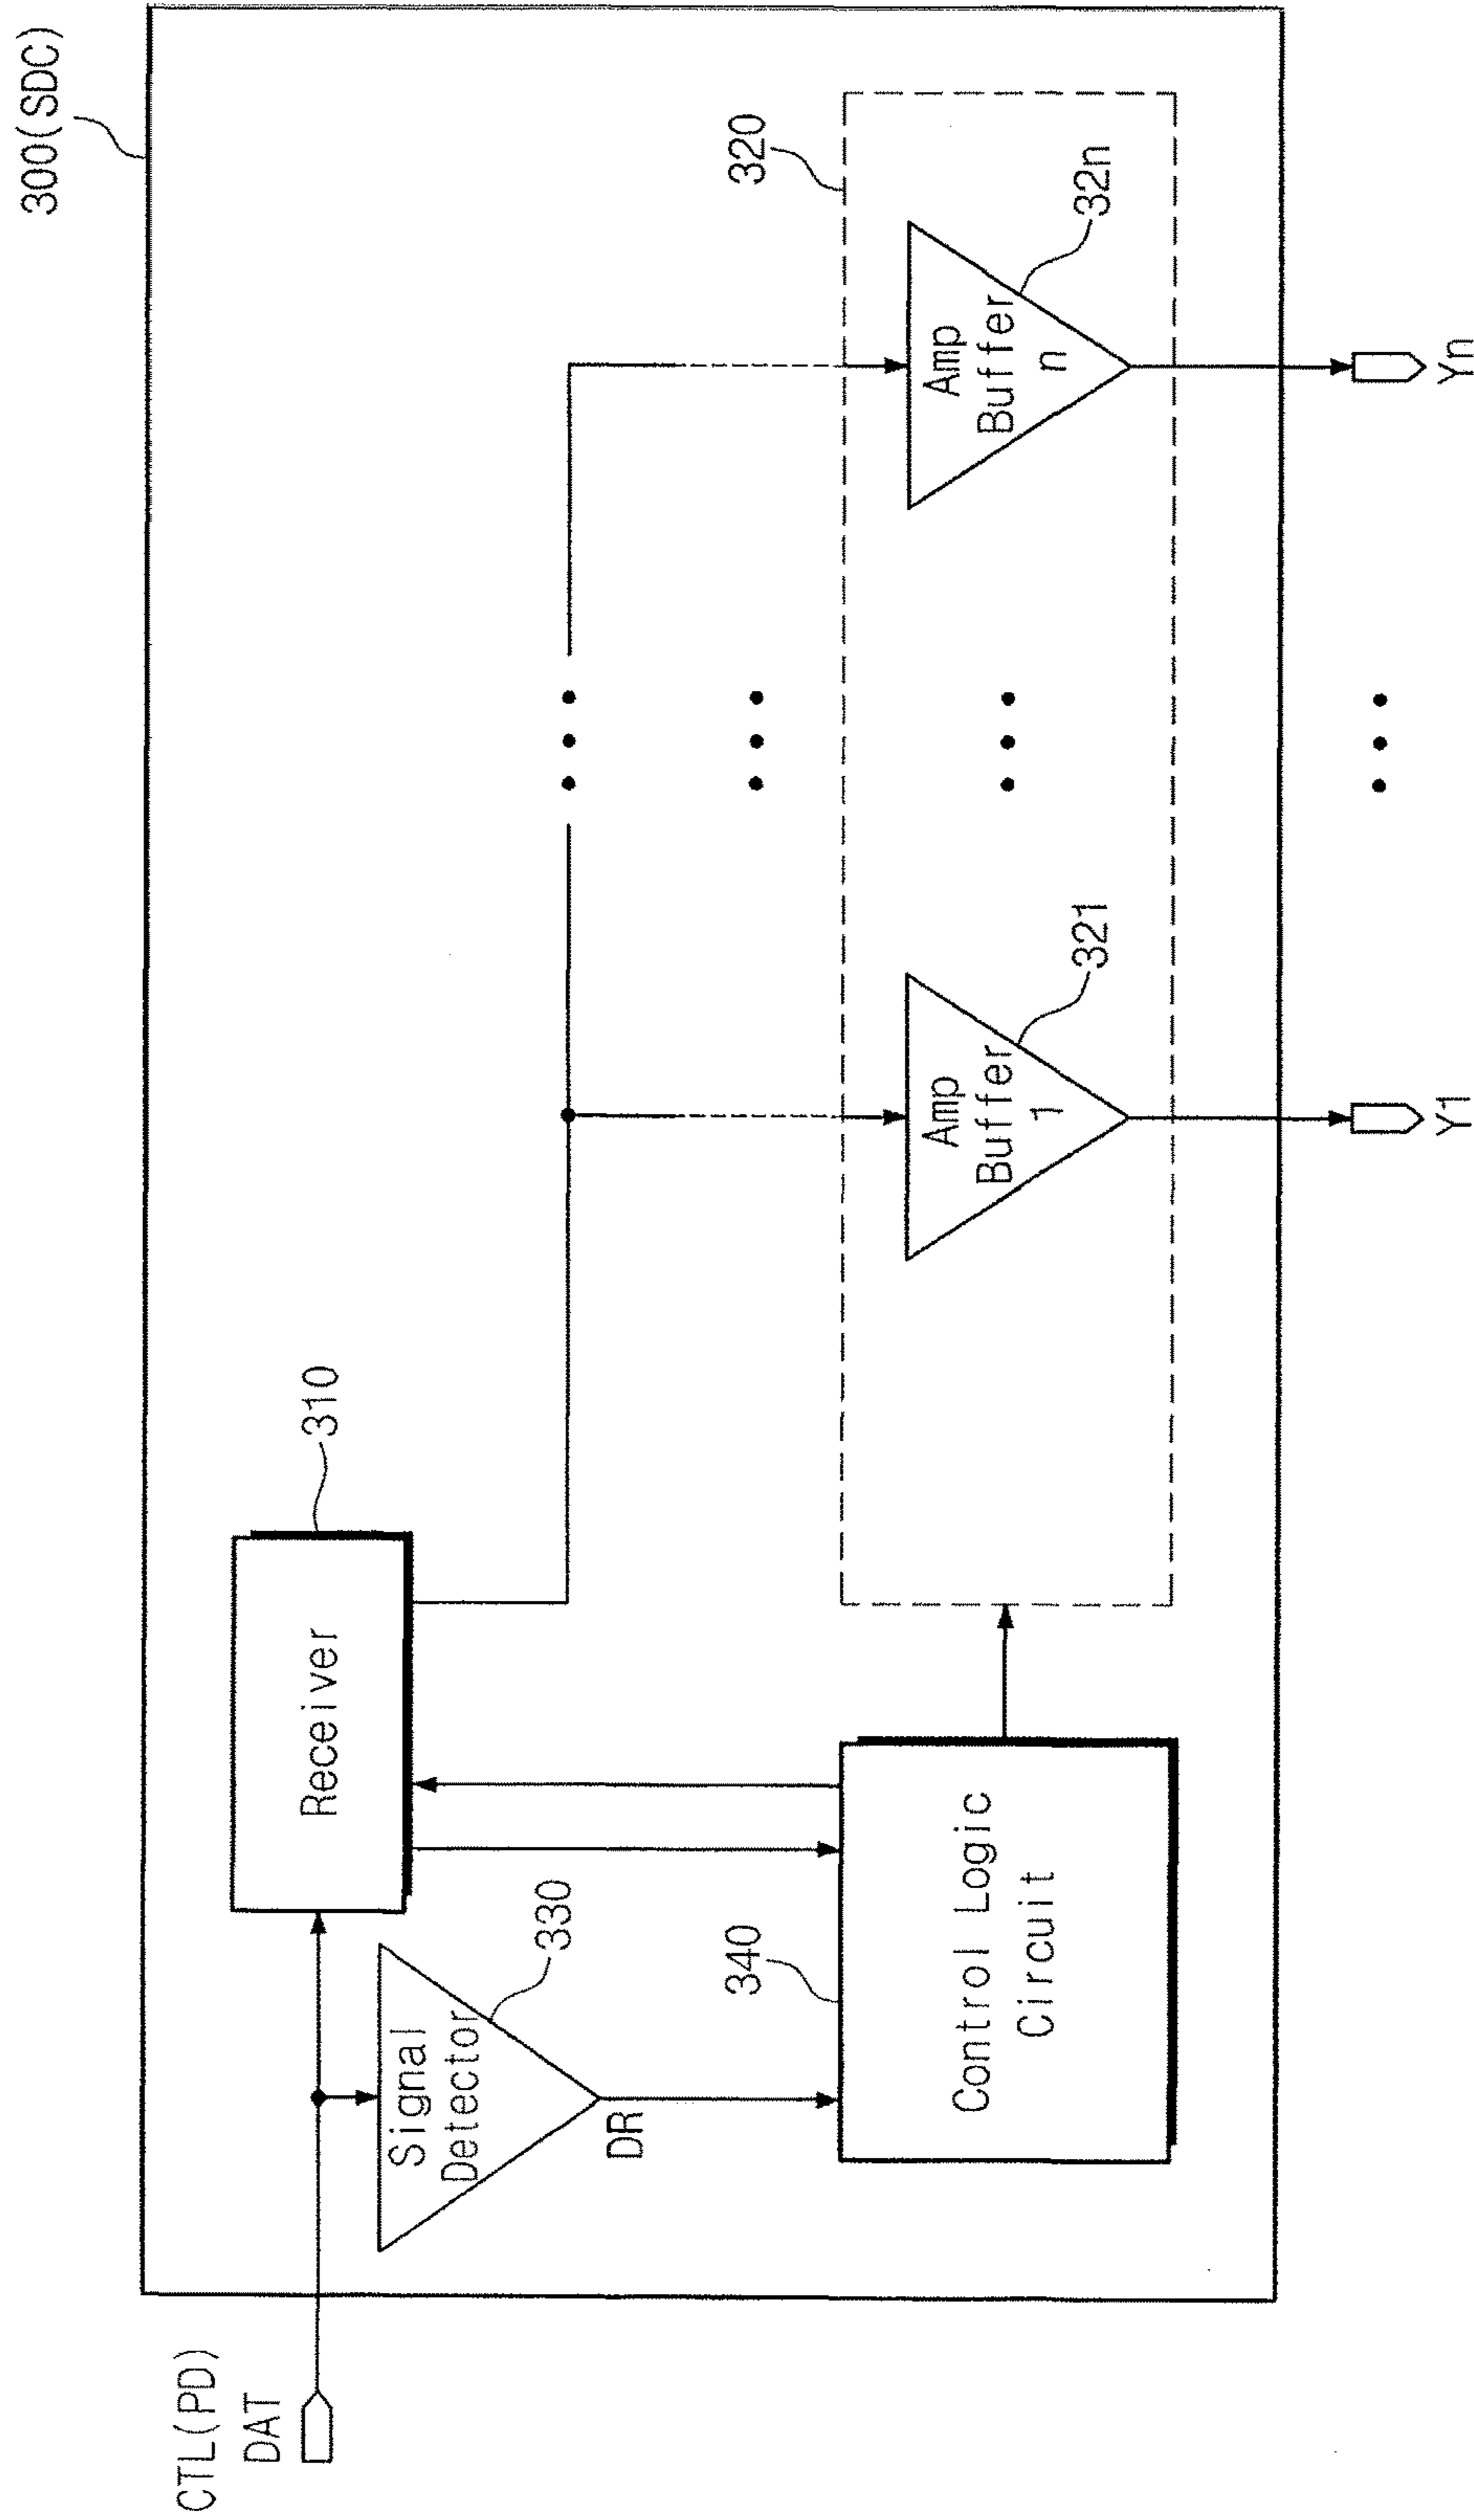 300(SDC)
CTL(PD)
DAT
Receiver
310
Signal
Detector
330
DR
340
Control Logic
Circuit
320
Amp
Buffer
1
321
Amp
Buffer
n
32n
Y1
Yn